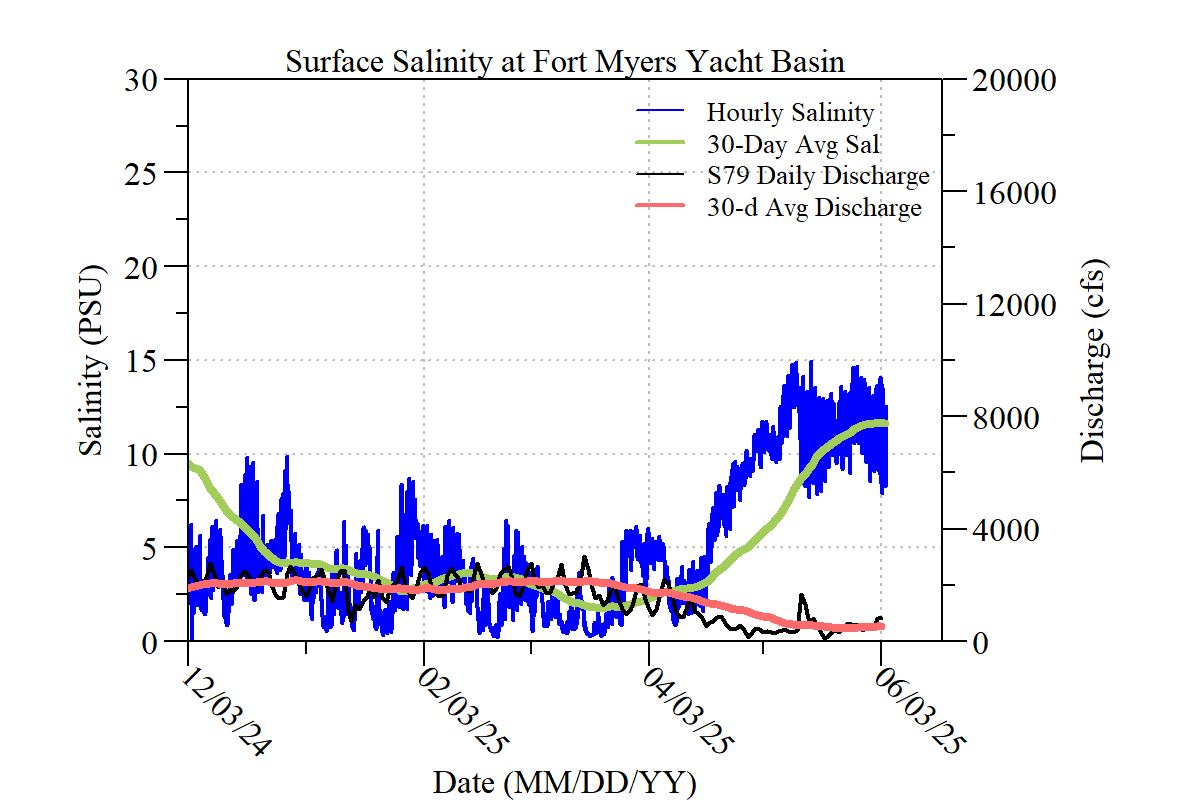 Surface Salinity at Fort Myers Yacht Basin
30
25
20
15
10
5
0
Salinity (PSU)
20000
16000
12000
8000
4000
0
Discharge (cfs)
Hourly Salinity
30-Day Avg Sal
S79 Daily Discharge
30-d Avg Discharge
12/03/24
02/03/25
04/03/25
06/03/25
Date (MM/DD/YY)